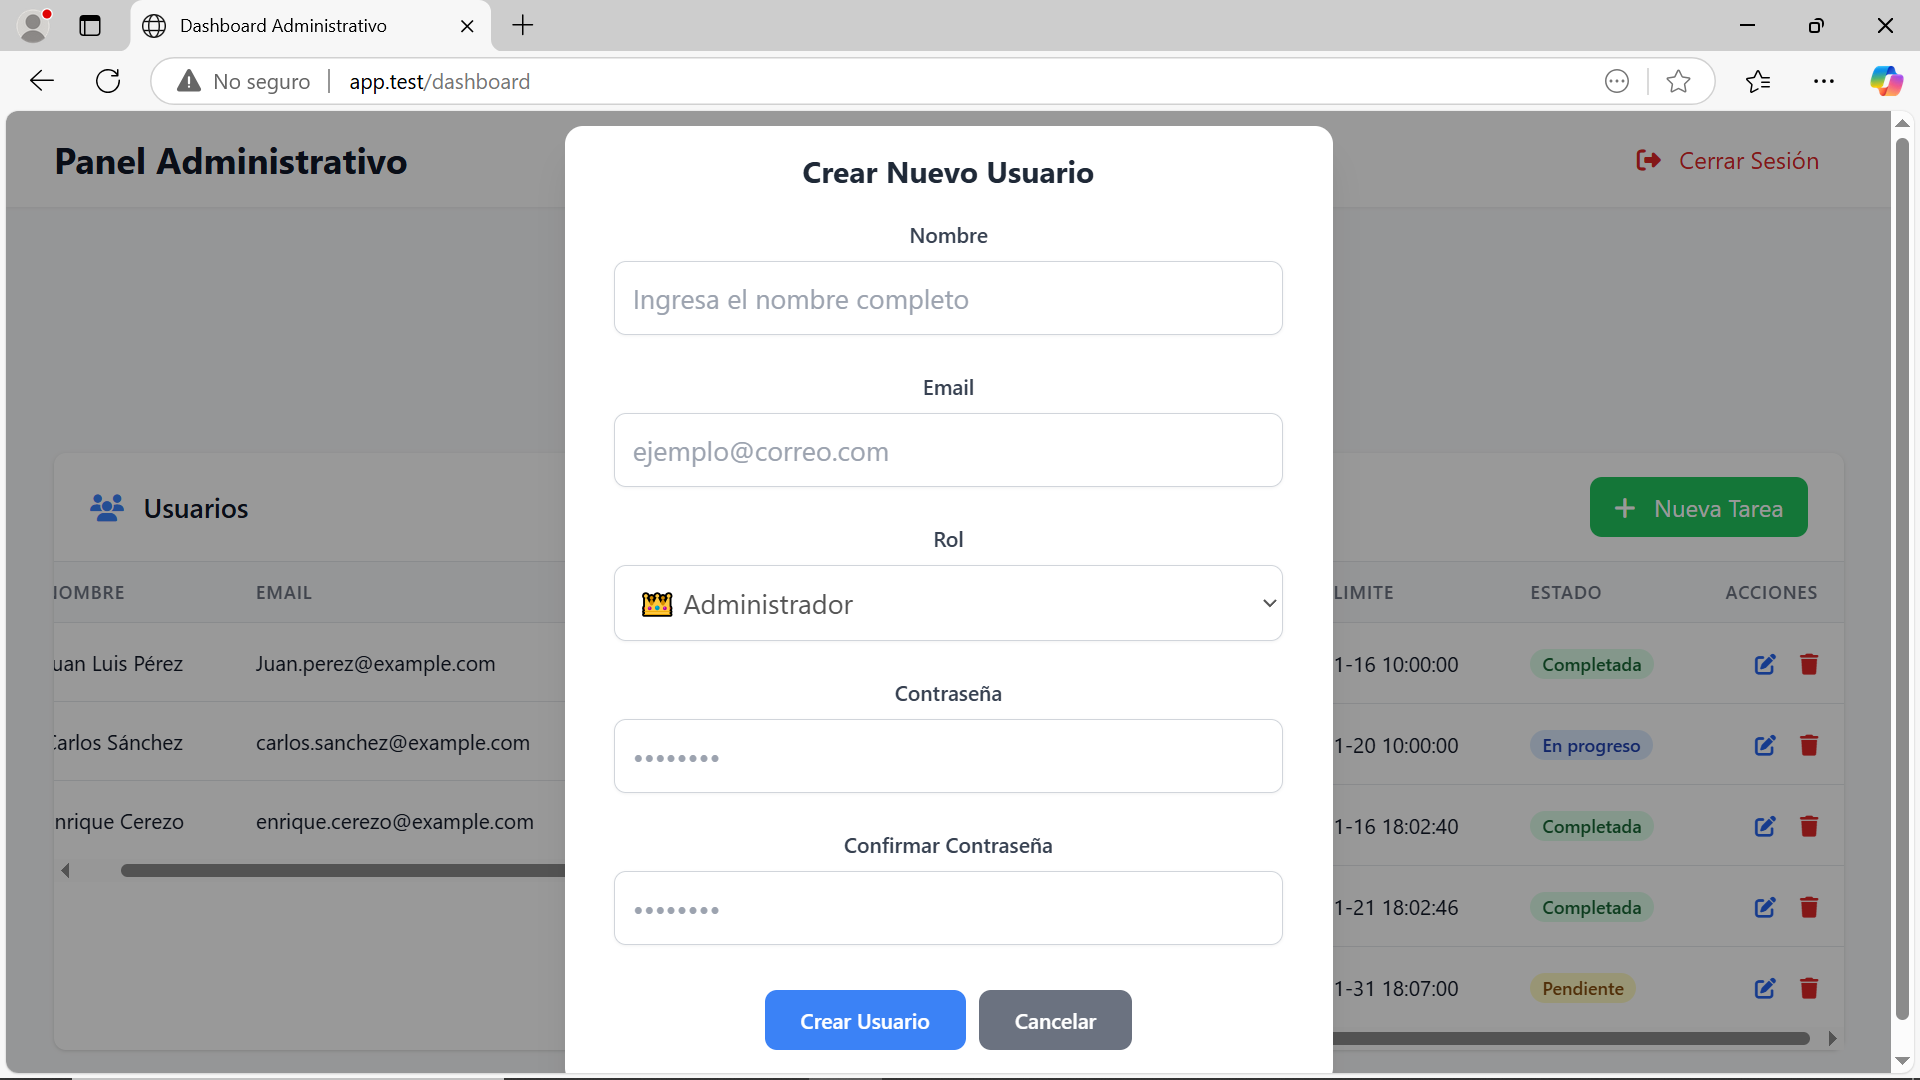 Dashboard Administrativo
No seguro
app.test/dashboard
Panel Administrativo
Cerrar Sesión
Crear Nuevo Usuario
Nombre
Ingresa el nombre completo
Email
ejemplo@correo.com
Rol
Administrador
Contraseña
••••••••
Confirmar Contraseña
••••••••
Crear Usuario
Cancelar
Usuarios
OMBRE
EMAIL
uan Luis Pérez
Juan.perez@example.com
arlos Sánchez
carlos.sanchez@example.com
nrique Cerezo
enrique.cerezo@example.com
Nueva Tarea
LIMITE
ESTADO
ACCIONES
1-16 10:00:00
Completada
1-20 10:00:00
En progreso
1-16 18:02:40
Completada
1-21 18:02:46
Completada
1-31 18:07:00
Pendiente